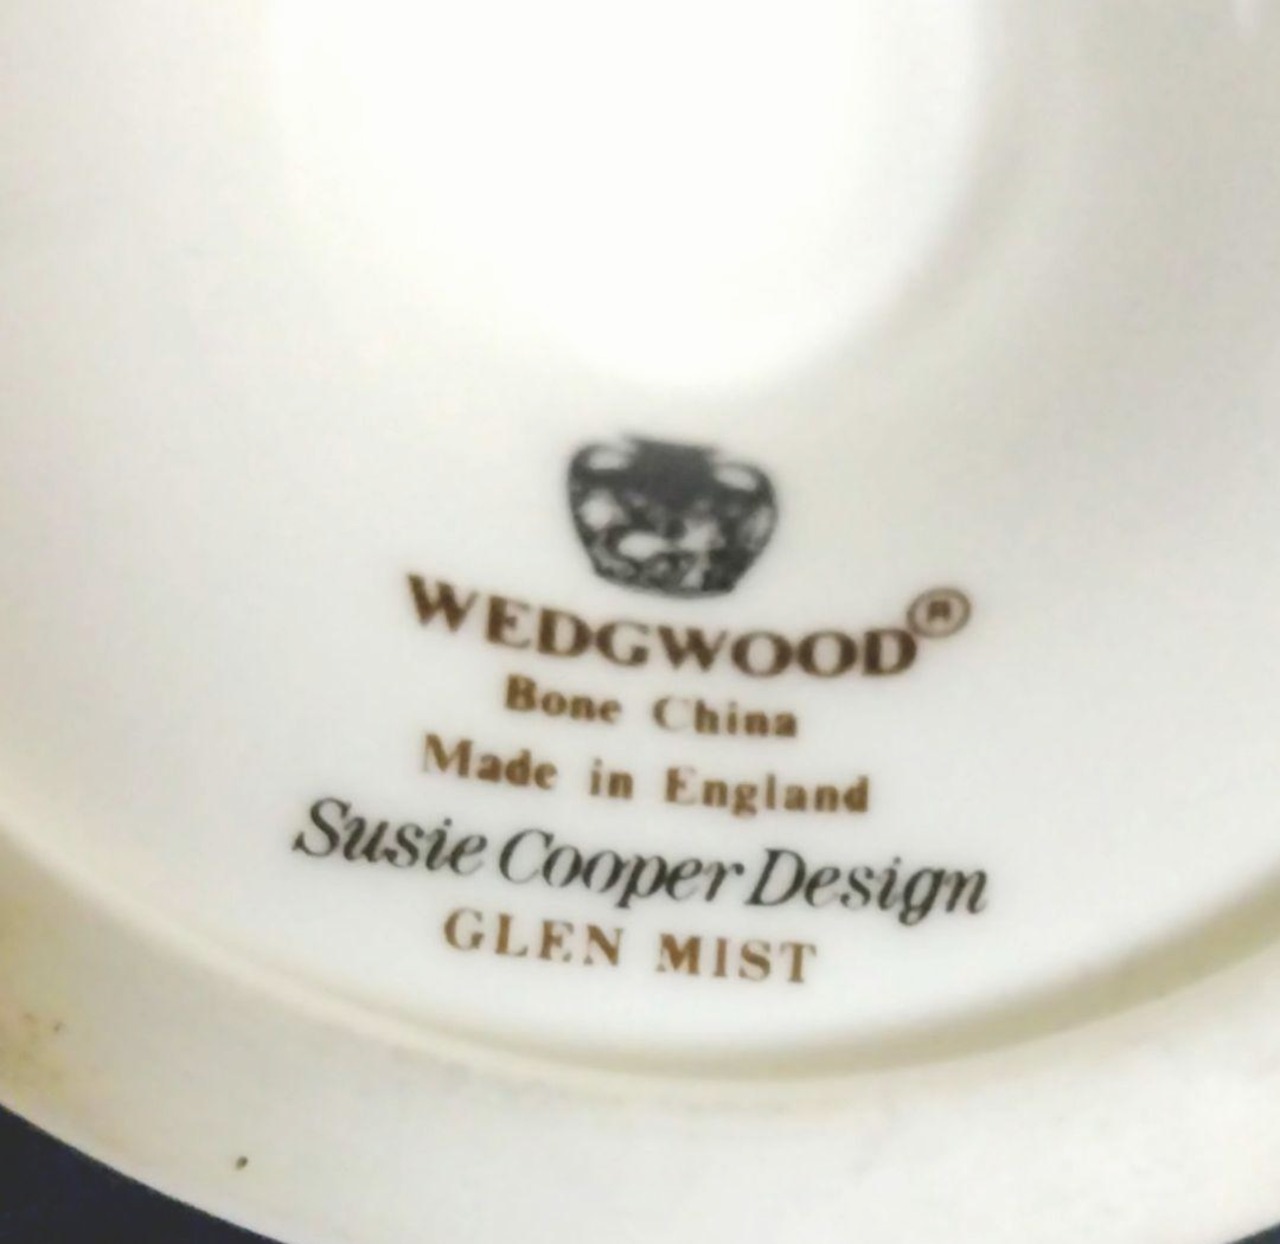 WEDGWOOD®
Bone China
Made in England
Susie Cooper Design
GLEN MIST